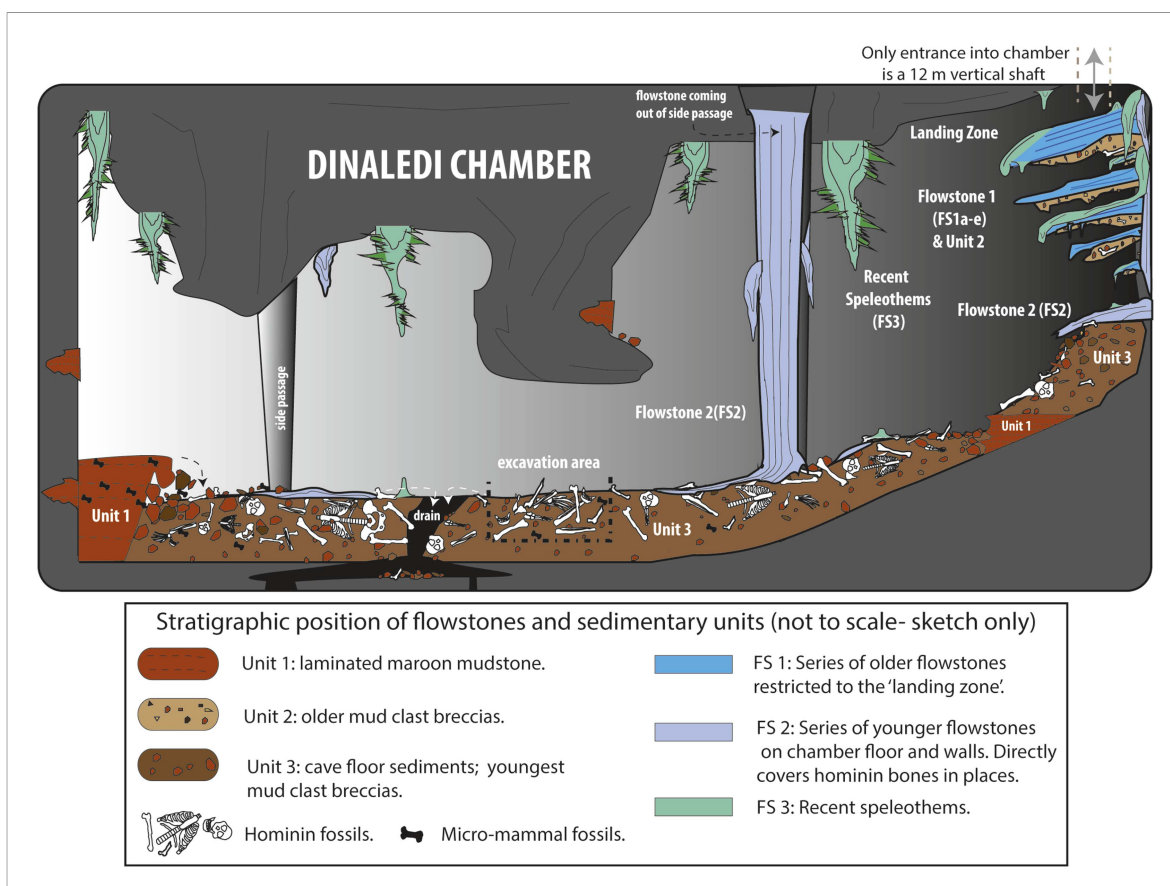 Only entrance into chamber
is a 12 m vertical shaft
flowstone coming
out of side passage
Landing Zone
DINALEDI CHAMBER
Flowstone 1
(FS1a-e)
& Unit 2
Recent
Speleothems
(FS3)
Flowstone 2 (FS2)
Unit 3
side passage
Flowstone 2(FS2)
Unit 1
excavation area
Unit 1
drain
Unit 3
Stratigraphic position of flowstones and sedimentary units (not to scale- sketch only)
Unit 1: laminated maroon mudstone.
Unit 2: older mud clast breccias.
Unit 3: cave floor sediments; youngest
mud clast breccias.
Hominin fossils.
Micro-mammal fossils.
FS 1: Series of older flowstones
restricted to the ‘landing zone’.
FS 2: Series of younger flowstones
on chamber floor and walls. Directly
covers hominin bones in places.
FS 3: Recent speleothems.